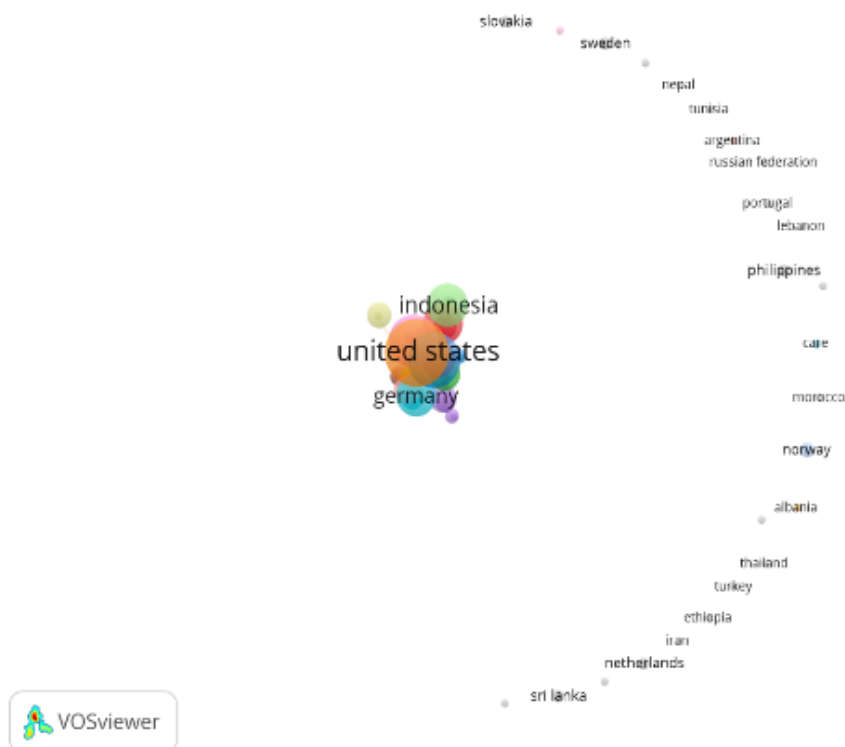 slovakia
sweden
nepal
tunisia
argentina
russian federation
portugal
lebanon
philippines
indonesia
care
united states
germany
morocco
norway
albania
thailand
turkey
ethiopia
iran
netherlands
sri lanka
VOSviewer